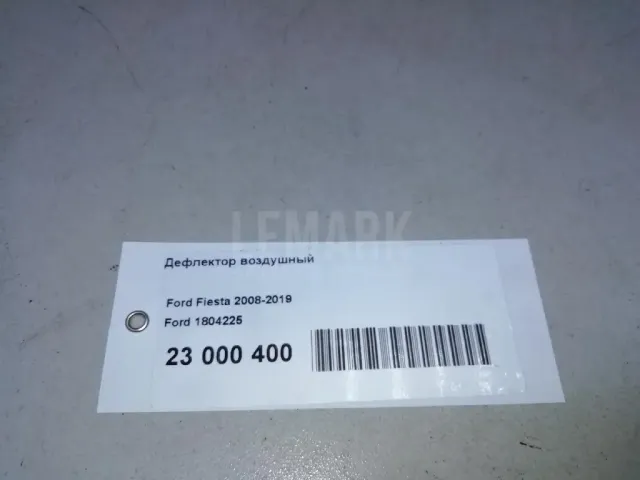 LEMARK
Дефлектор воздушный
Ford Fiesta 2008-2019
Ford 1804225
23 000 400